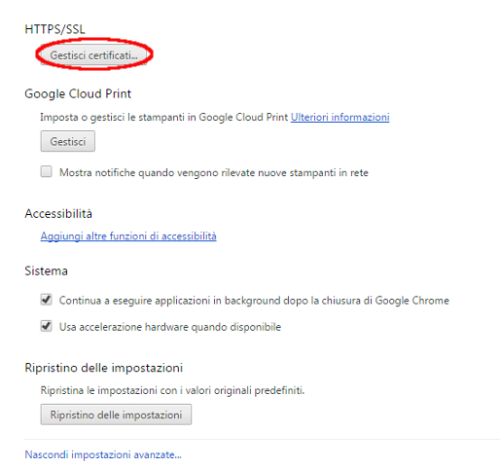 HTTPS/SSL
Gestisci certificati...
Google Cloud Print
Imposta o gestisci le stampanti in Google Cloud Print Ulteriori informazioni
Gestisci
Mostra notifiche quando vengono rilevate nuove stampanti in rete
Accessibilità
Aggiungi altre funzioni di accessibilità
Sistema
Continua a eseguire applicazioni in background dopo la chiusura di Google Chrome
Usa accelerazione hardware quando disponibile
Ripristino delle impostazioni
Ripristina le impostazioni con i valori originali predefiniti.
Ripristino delle impostazioni
Nascondi impostazioni avanzate...